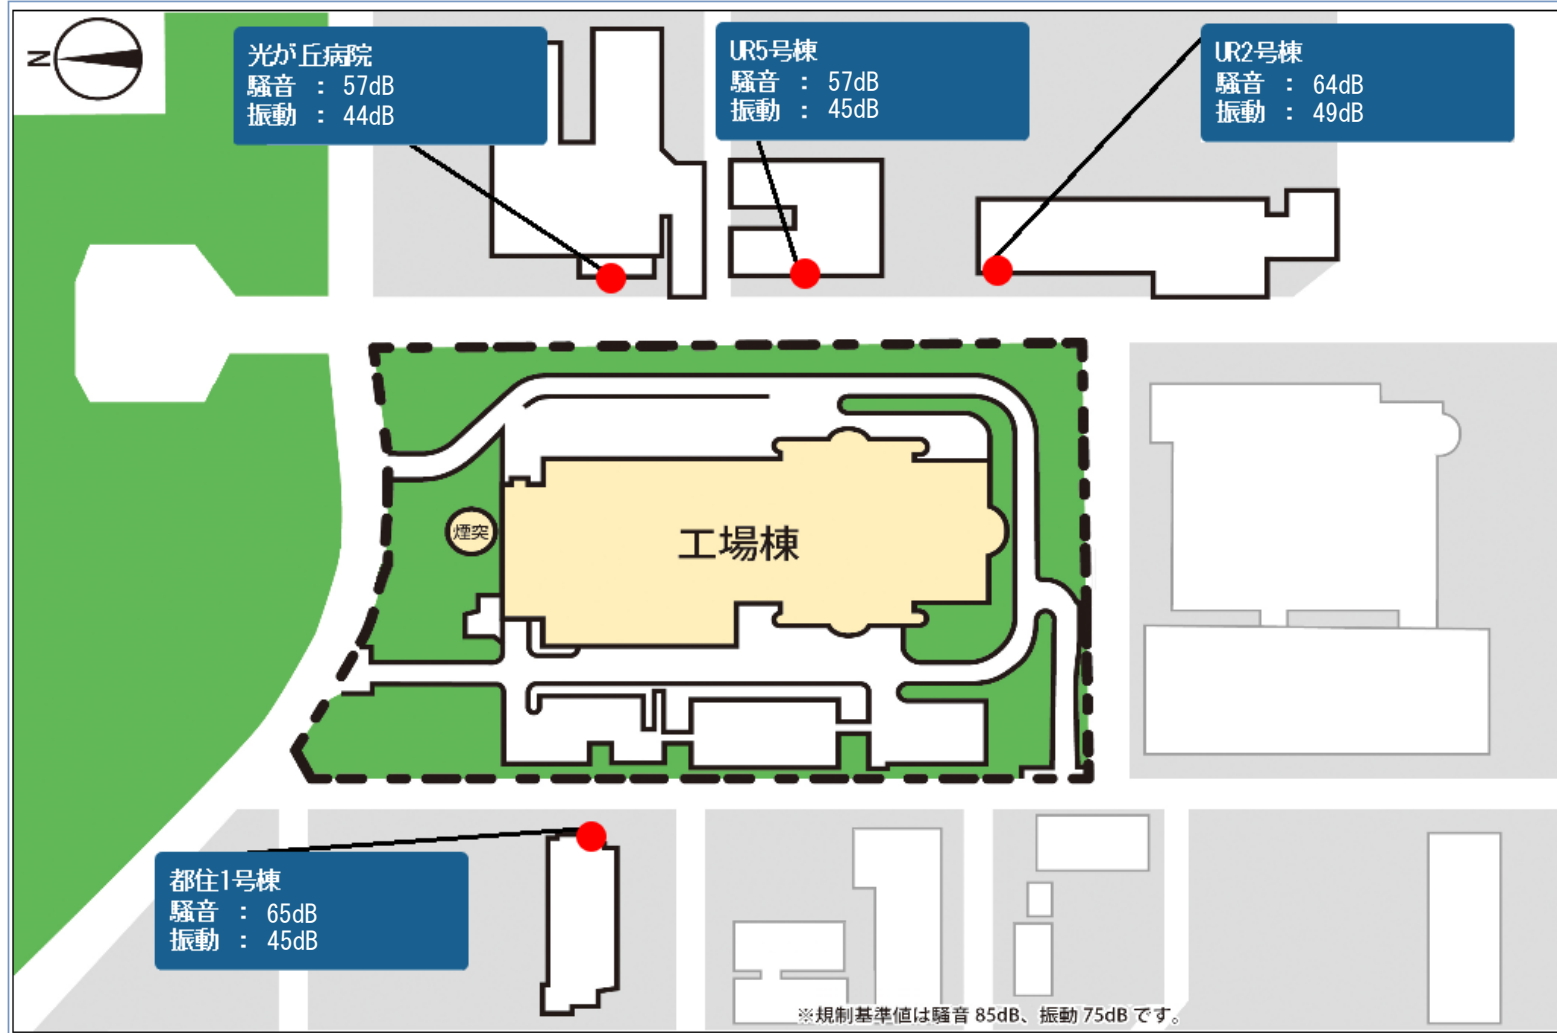 N
光が丘病院
騒音 : 57dB
振動 : 44dB
UR5号棟
騒音 : 57dB
振動 : 45dB
UR2号棟
騒音 : 64dB
振動 : 49dB
煙突
工場棟
都住1号棟
騒音 : 65dB
振動 : 45dB
※規制基準値は騒音 85dB、振動 75dB です。